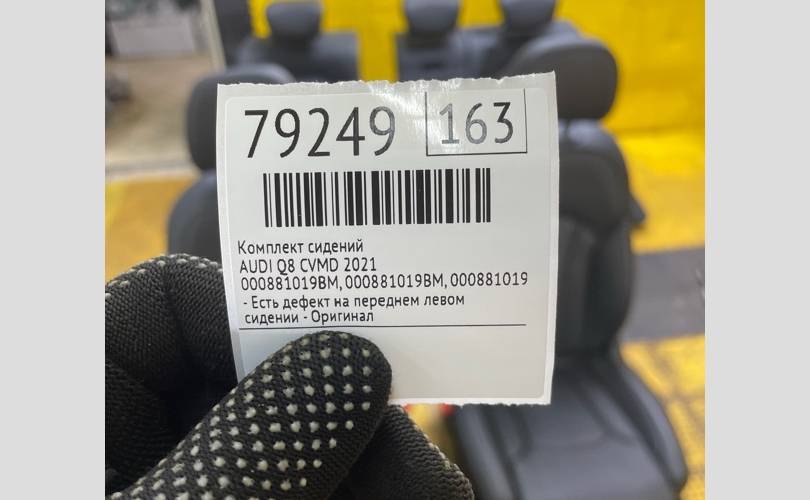 79249 163
Комплект сидений
AUDI Q8 CVMD 2021
000881019BM, 000881019BM, 000881019
- Есть дефект на переднем левом
сидении - Оригинал